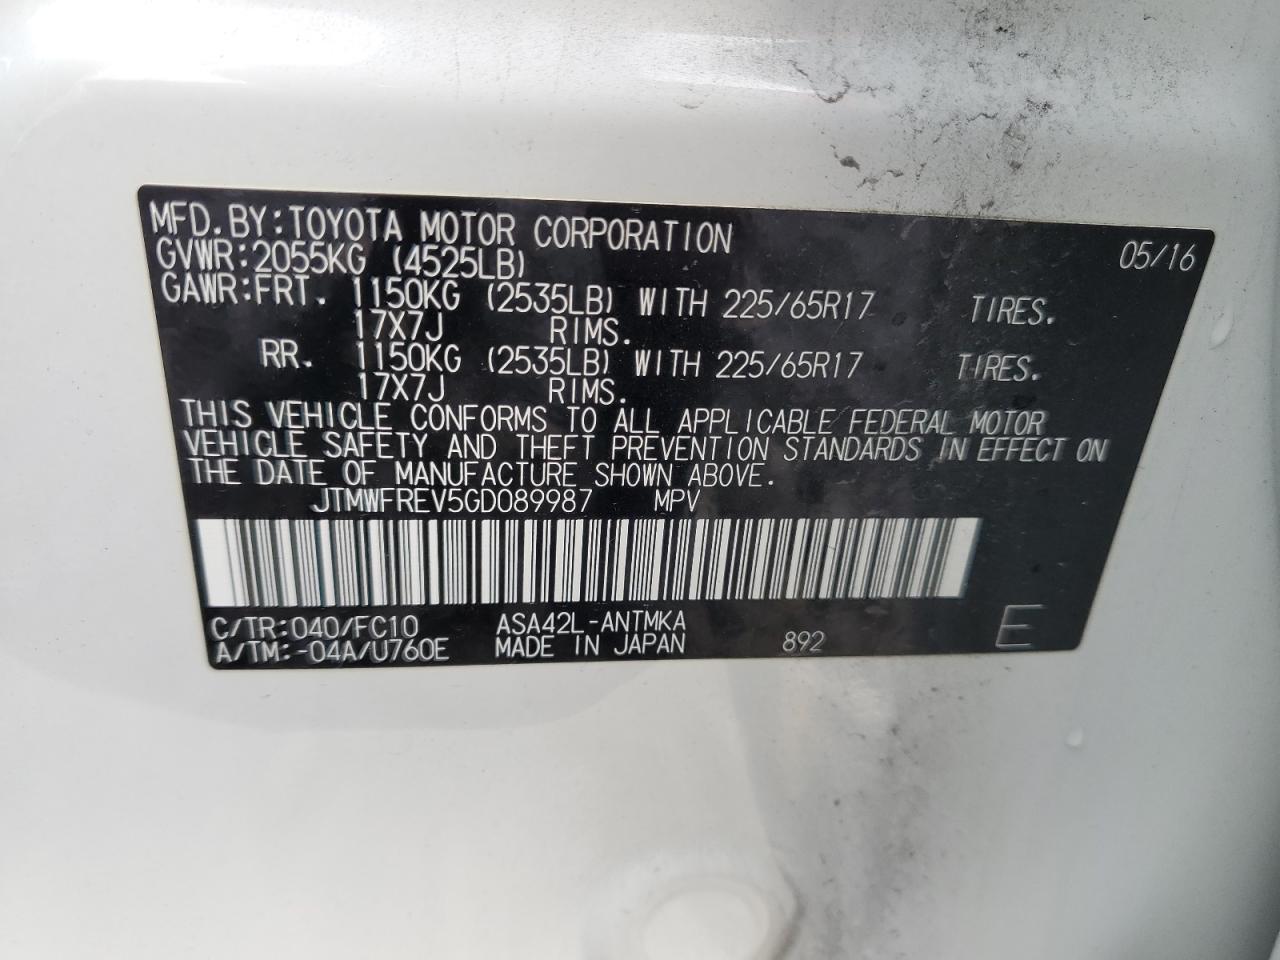 MFD.BY:TOYOTA MOTOR CORPORATION 05/16
GVWR:2055KG (4525LB)
GAWR:FRT. 1150KG (2535LB) WITH 225/65R17 TIRES.
17X7J RIMS.
RR. 1150KG (2535LB) WITH 225/65R17 TIRES.
17X7J RIMS.
THIS VEHICLE CONFORMS TO ALL APPLICABLE FEDERAL MOTOR
VEHICLE SAFETY AND THEFT PREVENTION STANDARDS IN EFFECT ON
THE DATE OF MANUFACTURE SHOWN ABOVE.
JTMWFREV5GD089987 MPV
C/TR:040/FC10 ASA42L-ANTMKA
A/TM:-04A/U760E MADE IN JAPAN 892 E